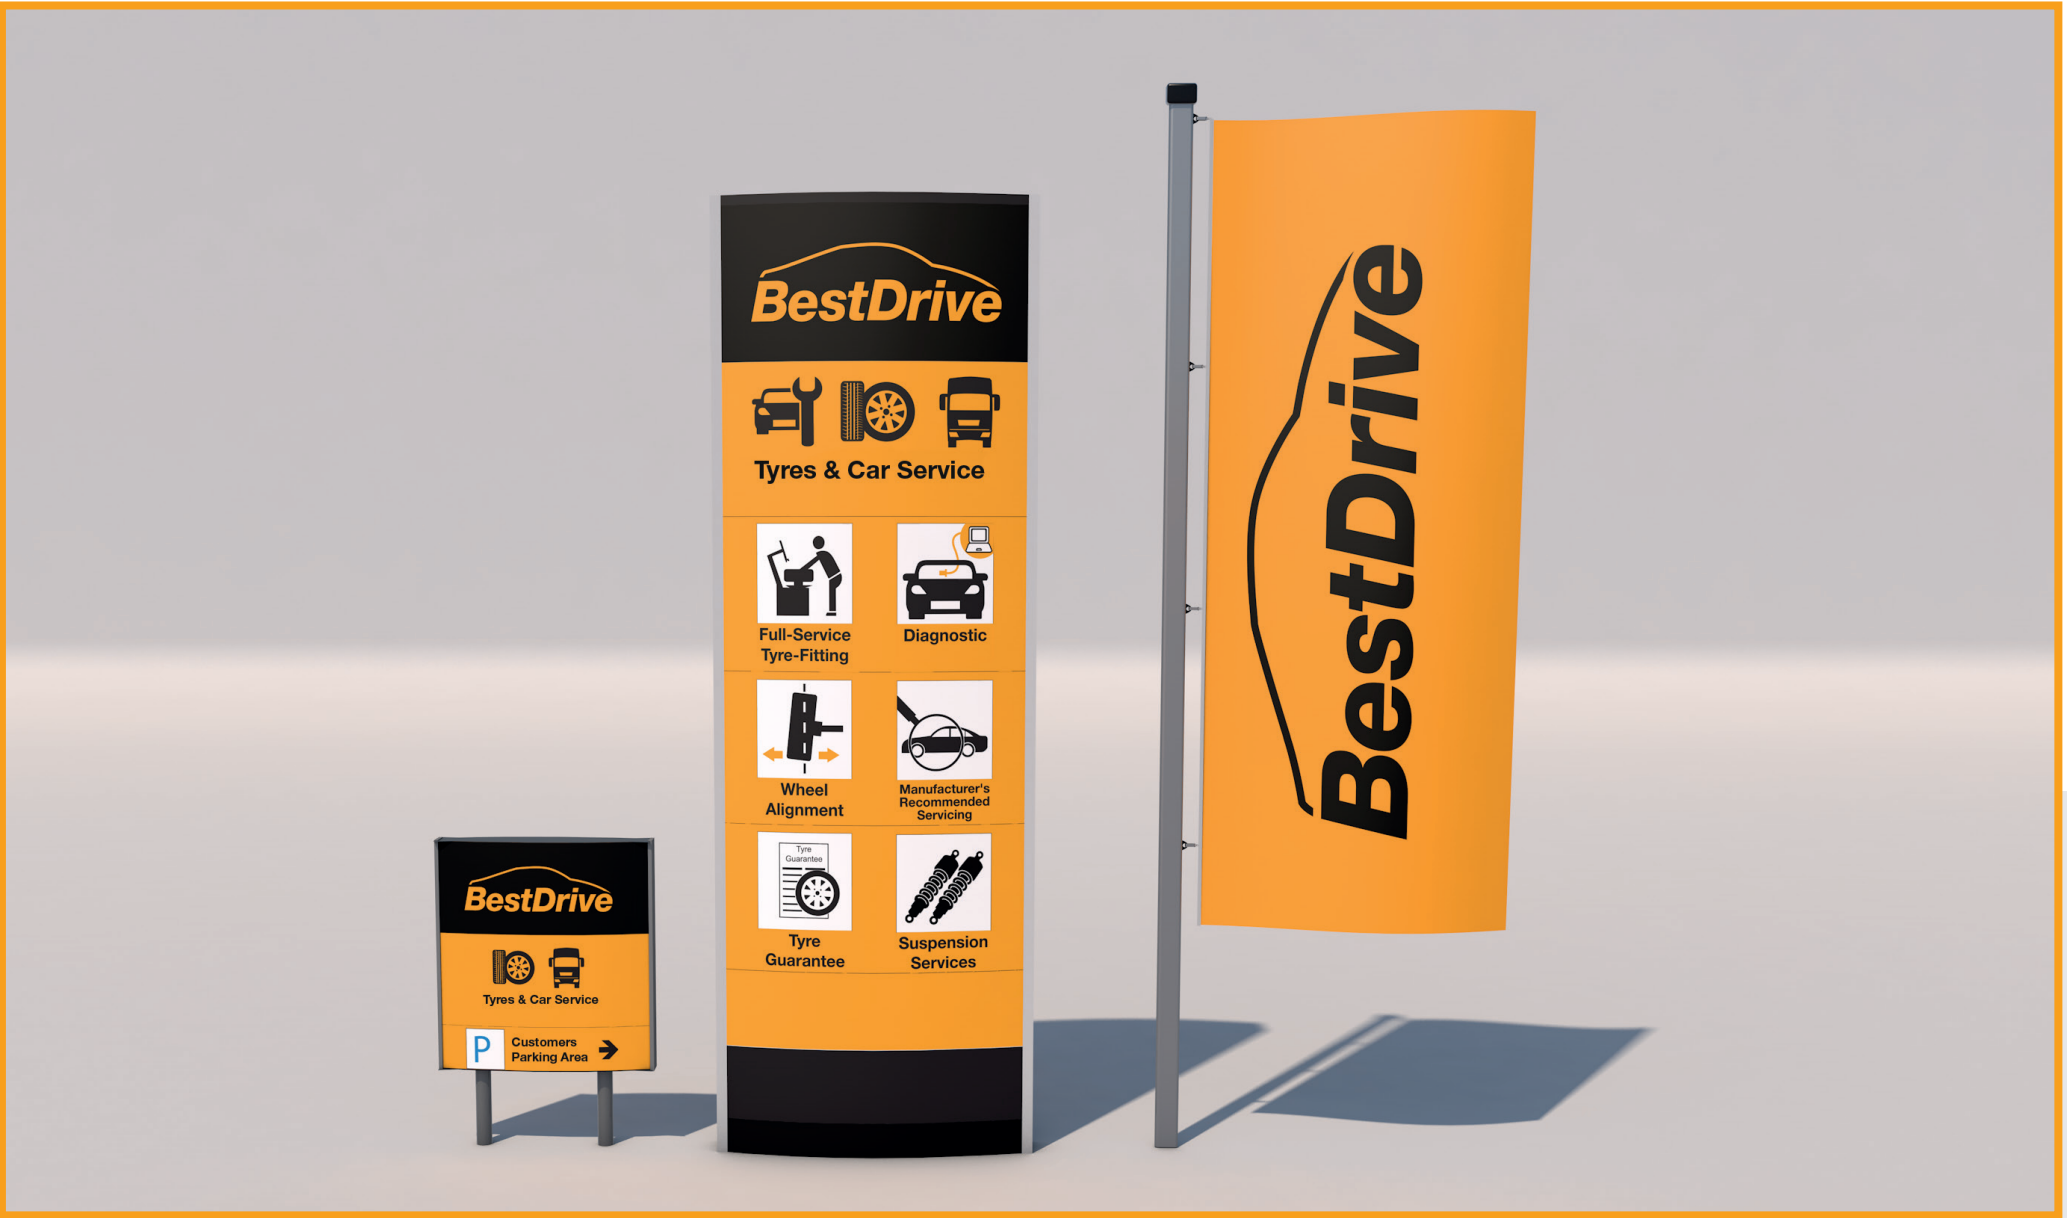 BestDrive
Tyres & Car Service
Full-Service
Tyre-Fitting
Diagnostic
Wheel
Alignment
Manufacturer's
Recommended
Servicing
Tyre
Guarantee
Tyre
Guarantee
Suspension
Services
BestDrive
Tyres & Car Service
P
Customers
Parking Area
BestDrive